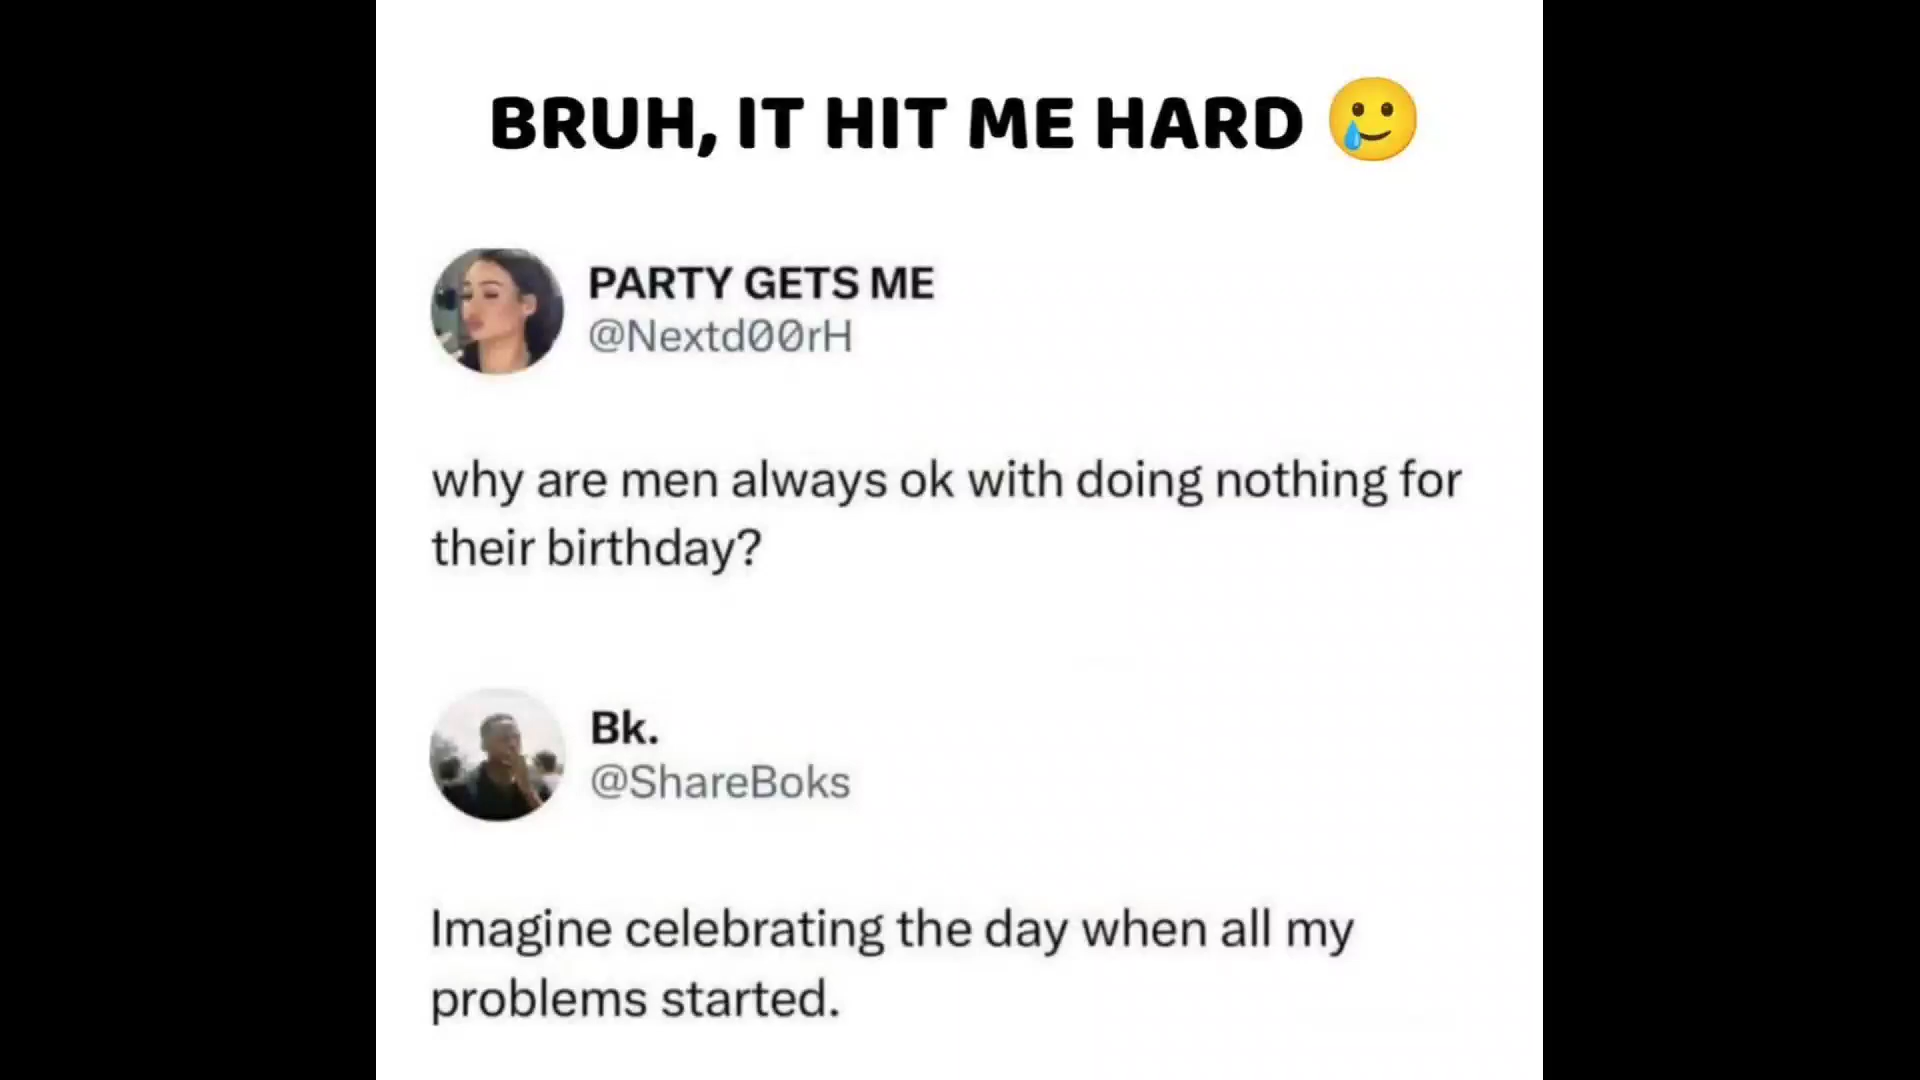 BRUH, IT HIT ME HARD 🥲
PARTY GETS ME
@Nextd00rH
why are men always ok with doing nothing for
their birthday?
Bk.
@ShareBoks
Imagine celebrating the day when all my
problems started.